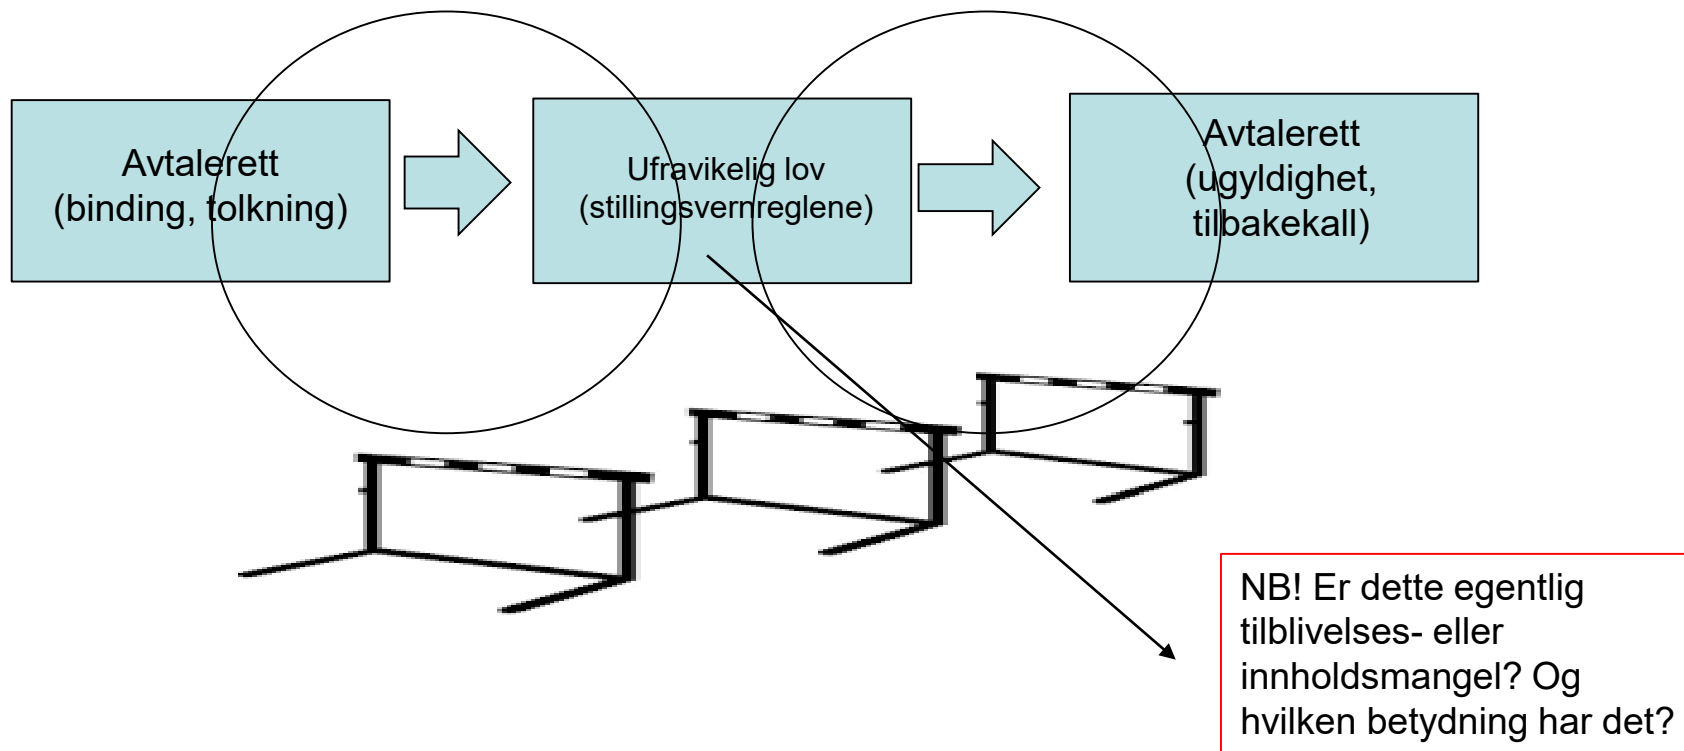 Avtalerett
(binding, tolkning)
Ufravikelig lov
(stillingsvernreglene)
Avtalerett
(ugyldighet,
tilbakekall)
NB! Er dette egentlig
tilblivelses- eller
innholdsmangel? Og
hvilken betydning har det?